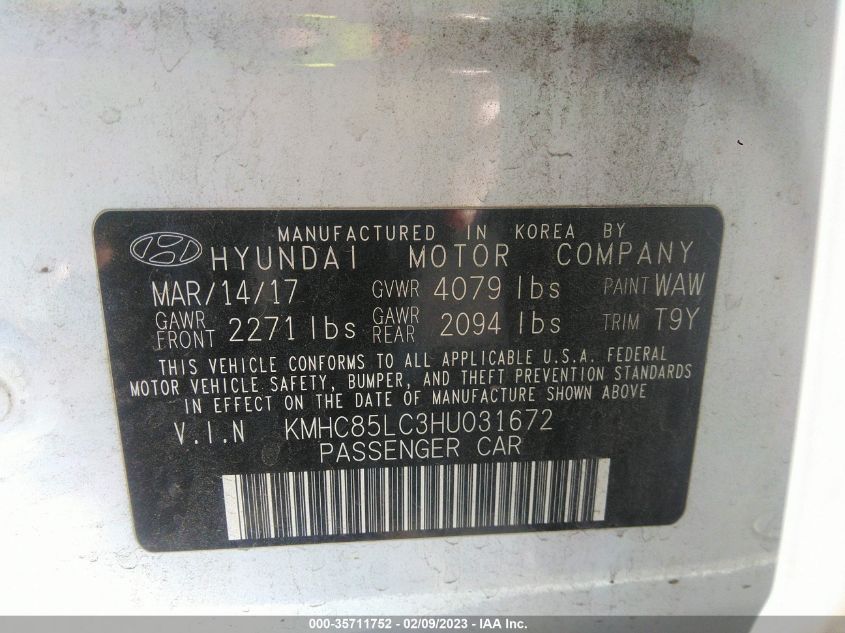 MANUFACTURED IN KOREA BY
HYUNDAI MOTOR COMPANY
MAR/14/17 GVWR 4079 lbs PAINT WAW
GAWR FRONT 2271 lbs GAWR REAR 2094 lbs TRIM T9Y
THIS VEHICLE CONFORMS TO ALL APPLICABLE U.S.A. FEDERAL
MOTOR VEHICLE SAFETY, BUMPER, AND THEFT PREVENTION STANDARDS
IN EFFECT ON THE DATE OF MANUFACTURE SHOWN ABOVE
V.I.N KMHC85LC3HU031672
PASSENGER CAR
000-35711752 - 02/09/2023 - IAA Inc.